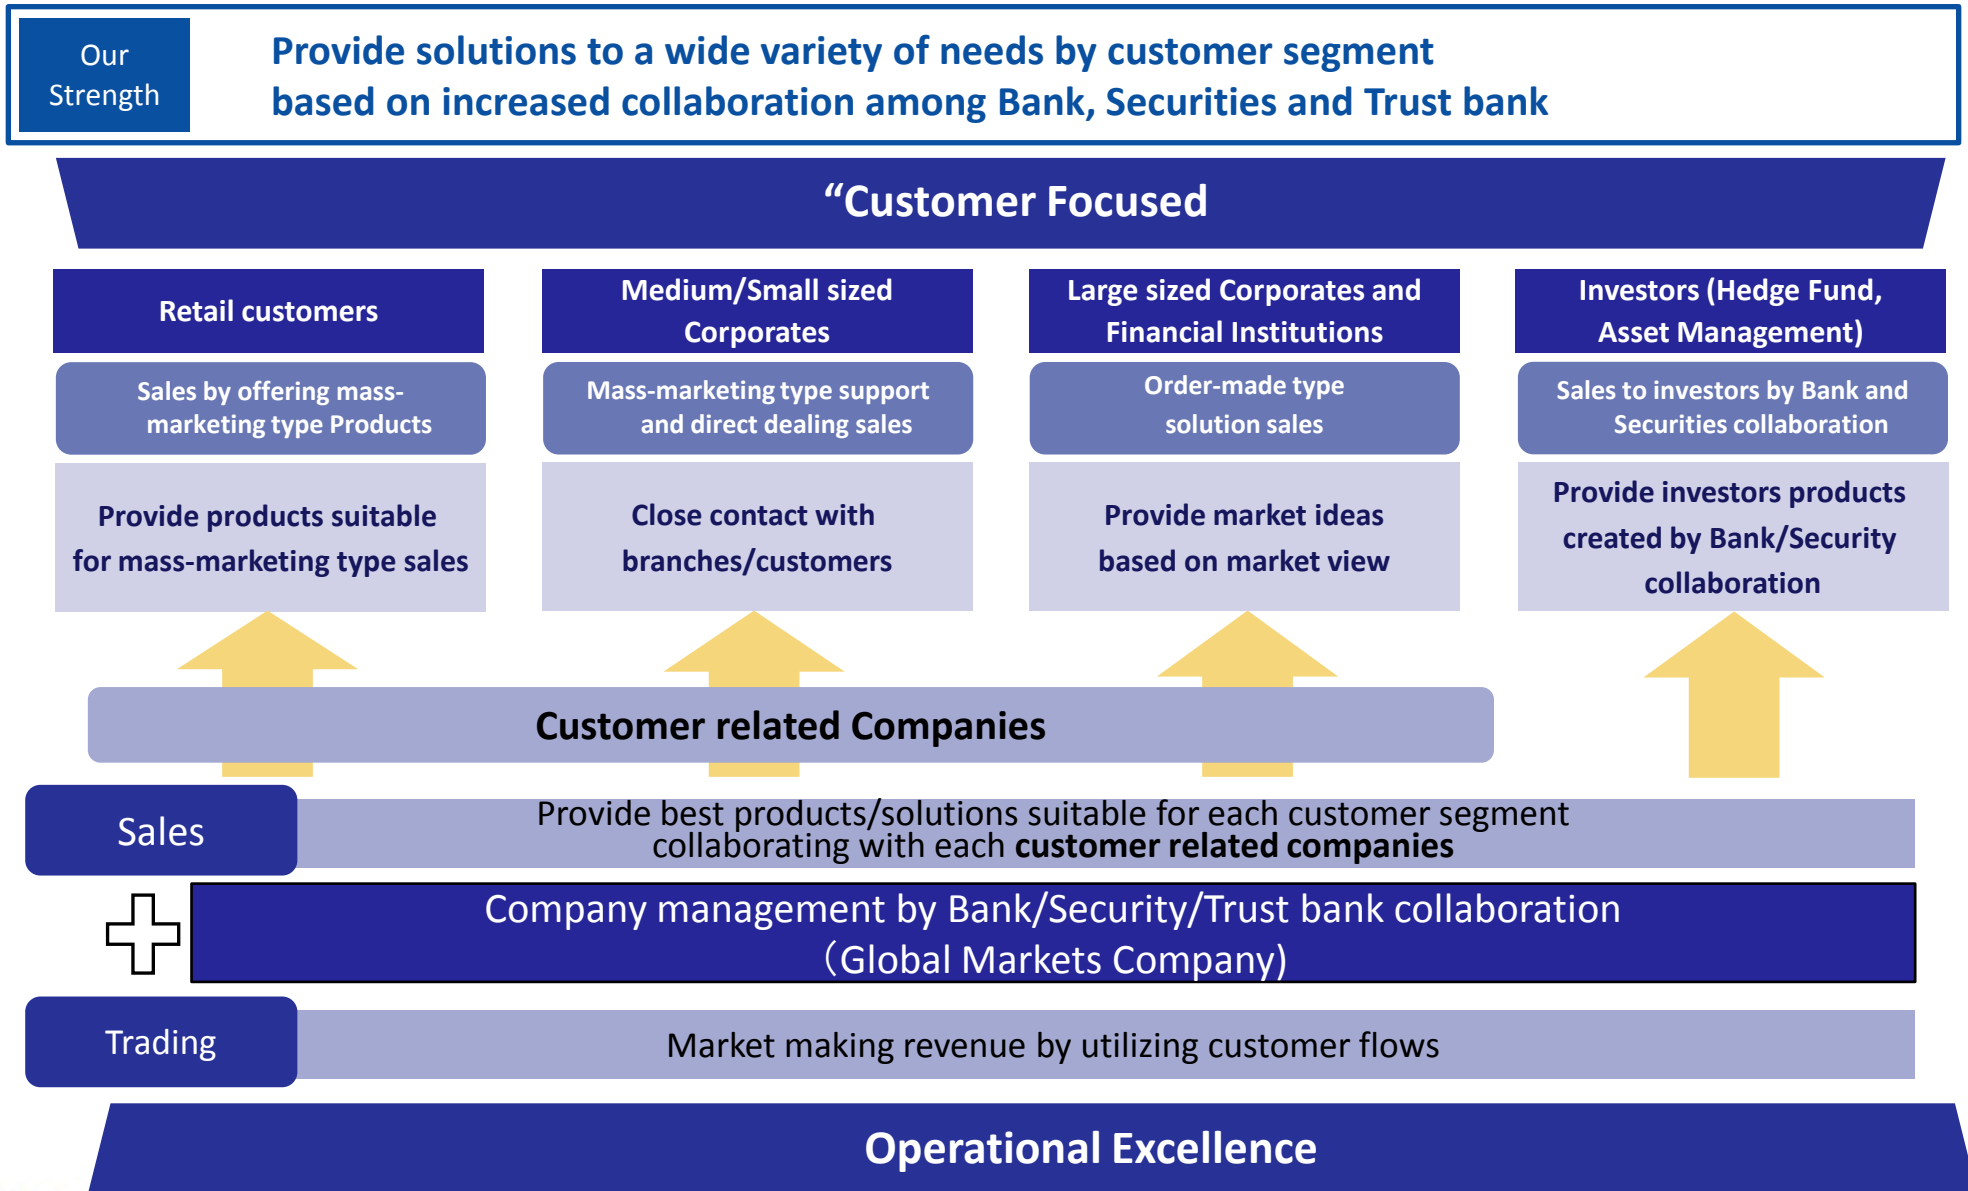 Our
Strength
Provide solutions to a wide variety of needs by customer segment
based on increased collaboration among Bank, Securities and Trust bank
“Customer Focused
Retail customers
Sales by offering mass-
marketing type Products
Provide products suitable
for mass-marketing type sales
Medium/Small sized
Corporates
Mass-marketing type support
and direct dealing sales
Close contact with
branches/customers
Large sized Corporates and
Financial Institutions
Order-made type
solution sales
Provide market ideas
based on market view
Investors (Hedge Fund,
Asset Management)
Sales to investors by Bank and
Securities collaboration
Provide investors products
created by Bank/Security
collaboration
Customer related Companies
Sales
Provide best products/solutions suitable for each customer segment
collaborating with each customer related companies
Company management by Bank/Security/Trust bank collaboration
（Global Markets Company)
Trading
Market making revenue by utilizing customer flows
Operational Excellence